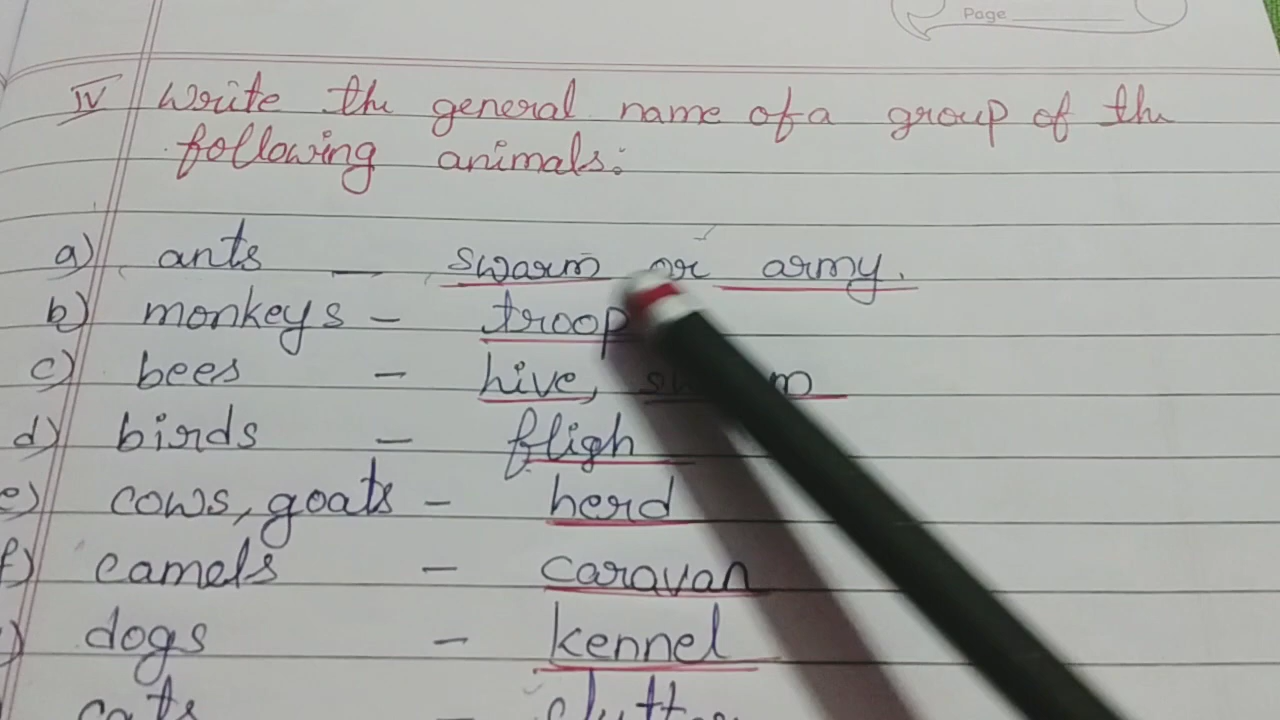 Page
IV Write the general name of a group of the
following animals:
a) ants - swarm or army.
b) monkeys - troop
c) bees - hive,
d) birds - fligh
e) cows, goats - herd
f) camels - caravan
) dogs - kennel
cats -